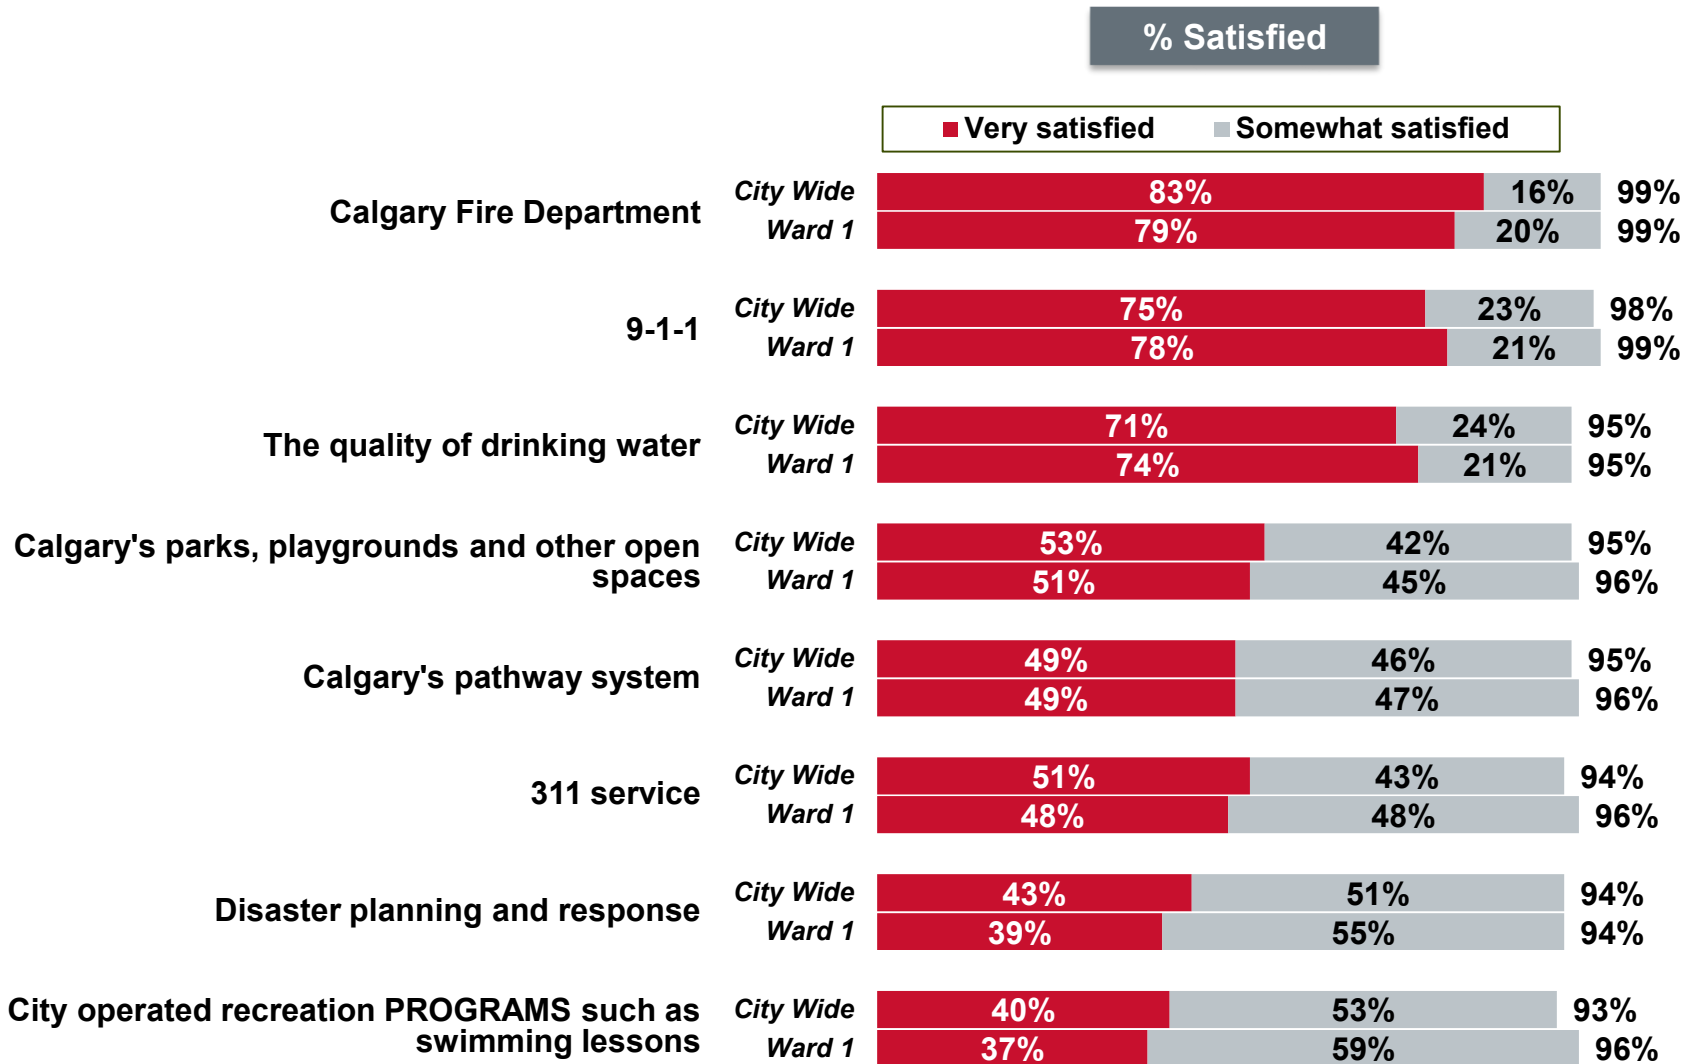 % Satisfied
Very satisfied Somewhat satisfied
Calgary Fire Department
City Wide 83% 16% 99%
Ward 1 79% 20% 99%
9-1-1
City Wide 75% 23% 98%
Ward 1 78% 21% 99%
The quality of drinking water
City Wide 71% 24% 95%
Ward 1 74% 21% 95%
Calgary's parks, playgrounds and other open
spaces
City Wide 53% 42% 95%
Ward 1 51% 45% 96%
Calgary's pathway system
City Wide 49% 46% 95%
Ward 1 49% 47% 96%
311 service
City Wide 51% 43% 94%
Ward 1 48% 48% 96%
Disaster planning and response
City Wide 43% 51% 94%
Ward 1 39% 55% 94%
City operated recreation PROGRAMS such as
swimming lessons
City Wide 40% 53% 93%
Ward 1 37% 59% 96%